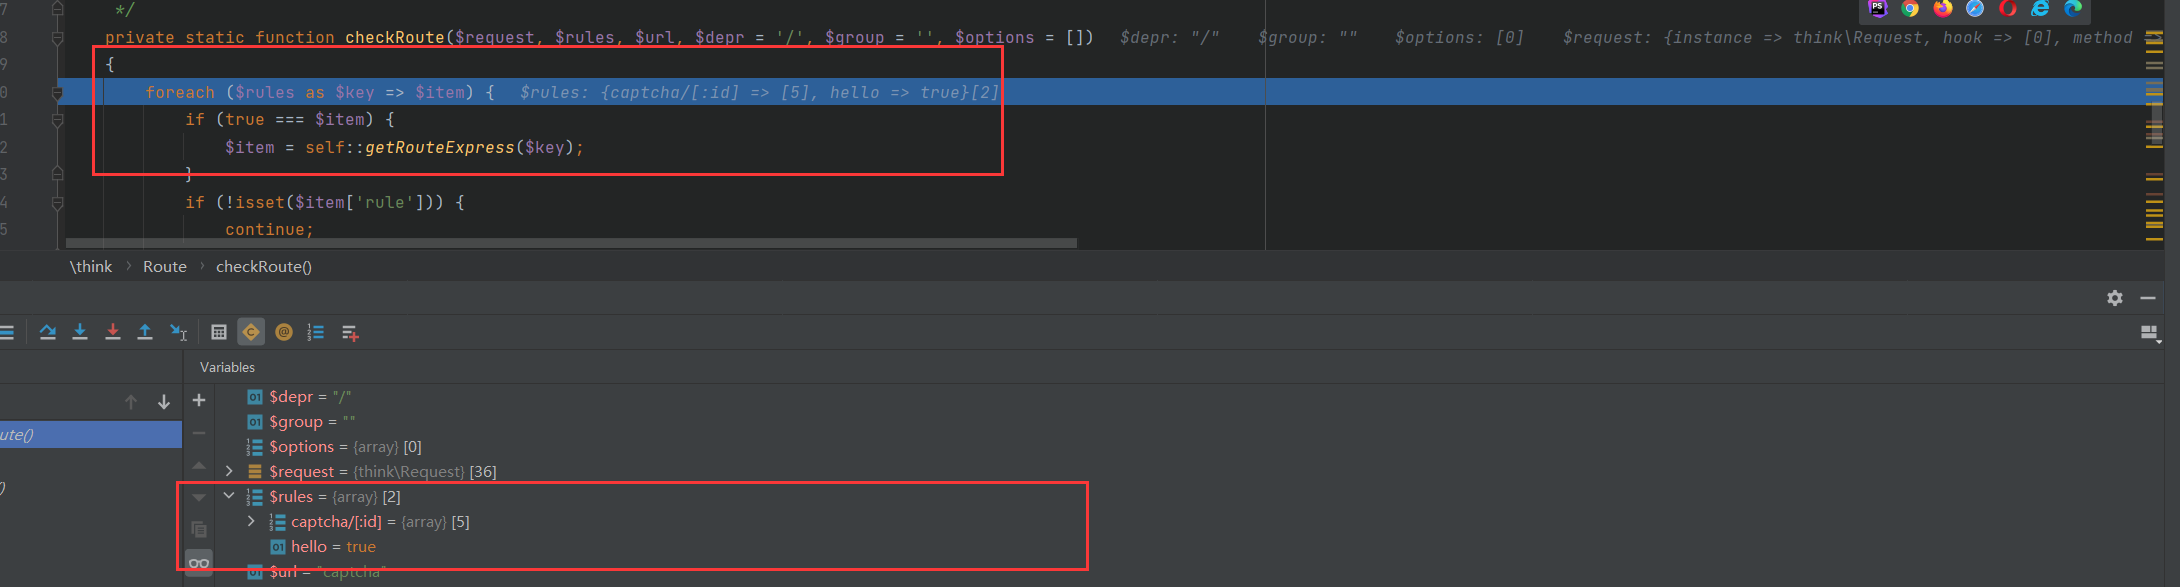 7 */
8 private static function checkRoute($request, $rules, $url, $depr = '/', $group = '', $options = []) $depr: "/" $group: "" $options: [0] $request: {instance => think\Request, hook => [0], method =>
9 {
0 foreach ($rules as $key => $item) { $rules: {captcha/[:id] => [5], hello => true}[2]
1 if (true === $item) {
2 $item = self::getRouteExpress($key);
3 }
4 if (!isset($item['rule'])) {
5 continue;
\think > Route > checkRoute()
Variables
$depr = "/"
$group = ""
ute()
$options = {array} [0]
$request = {think\Request} [36]
()
$rules = {array} [2]
captcha/[:id] = {array} [5]
hello = true
$url = "captcha"